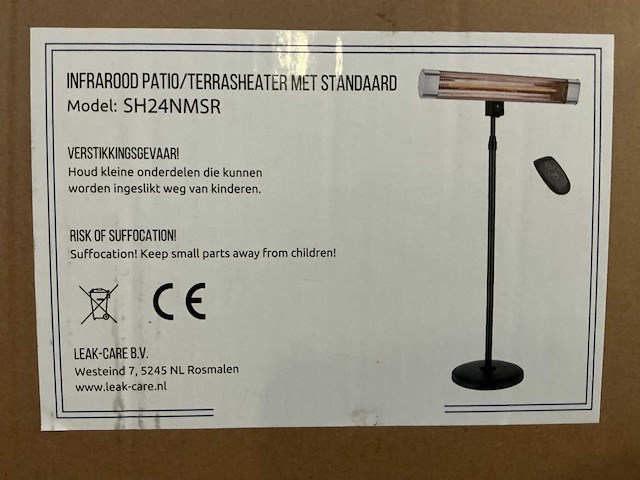 INFRAROOD PATIO/TERRASHEATER MET STANDAARD
Model: SH24NMSR
VERSTIKKINGSGEVAAR!
Houd kleine onderdelen die kunnen
worden ingeslikt weg van kinderen.
RISK OF SUFFOCATION!
Suffocation! Keep small parts away from children!
CE
LEAK-CARE B.V.
Westeind 7, 5245 NL Rosmalen
www.leak-care.nl